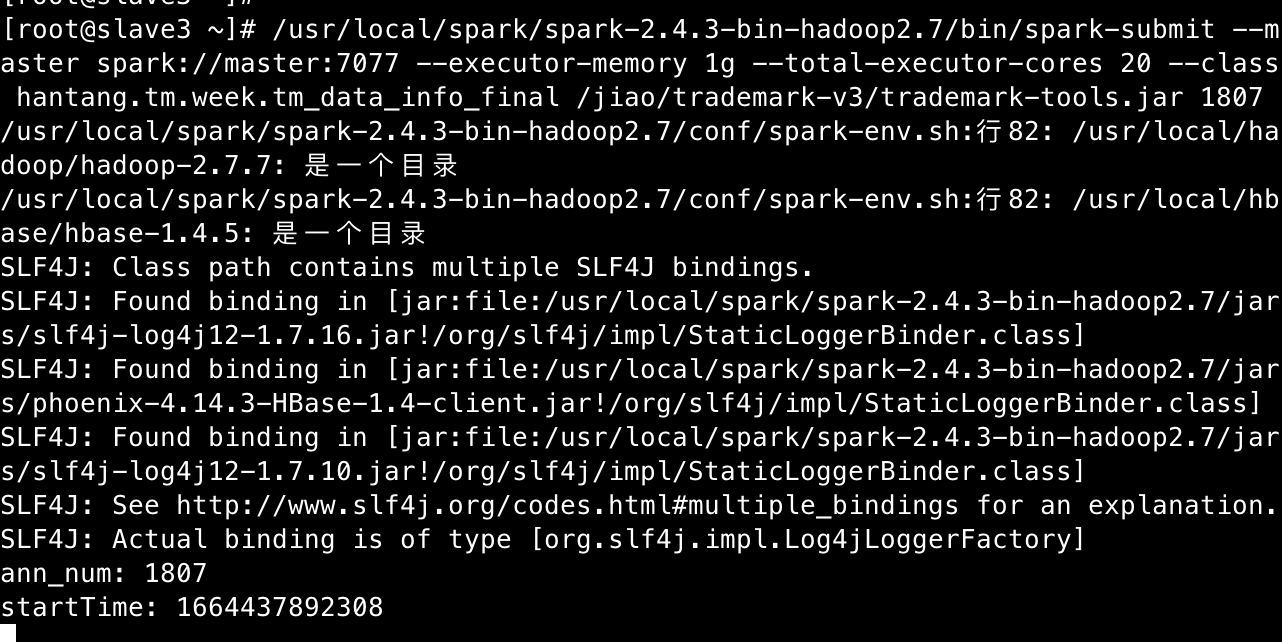 [root@slave3 ~]#
[root@slave3 ~]# /usr/local/spark/spark-2.4.3-bin-hadoop2.7/bin/spark-submit --m
aster spark://master:7077 --executor-memory 1g --total-executor-cores 20 --class
 hantang.tm.week.tm_data_info_final /jiao/trademark-v3/trademark-tools.jar 1807
/usr/local/spark/spark-2.4.3-bin-hadoop2.7/conf/spark-env.sh:行82: /usr/local/ha
doop/hadoop-2.7.7: 是一个目录
/usr/local/spark/spark-2.4.3-bin-hadoop2.7/conf/spark-env.sh:行82: /usr/local/hb
ase/hbase-1.4.5: 是一个目录
SLF4J: Class path contains multiple SLF4J bindings.
SLF4J: Found binding in [jar:file:/usr/local/spark/spark-2.4.3-bin-hadoop2.7/jar
s/slf4j-log4j12-1.7.16.jar!/org/slf4j/impl/StaticLoggerBinder.class]
SLF4J: Found binding in [jar:file:/usr/local/spark/spark-2.4.3-bin-hadoop2.7/jar
s/phoenix-4.14.3-HBase-1.4-client.jar!/org/slf4j/impl/StaticLoggerBinder.class]
SLF4J: Found binding in [jar:file:/usr/local/spark/spark-2.4.3-bin-hadoop2.7/jar
s/slf4j-log4j12-1.7.10.jar!/org/slf4j/impl/StaticLoggerBinder.class]
SLF4J: See http://www.slf4j.org/codes.html#multiple_bindings for an explanation.
SLF4J: Actual binding is of type [org.slf4j.impl.Log4jLoggerFactory]
ann_num: 1807
startTime: 1664437892308